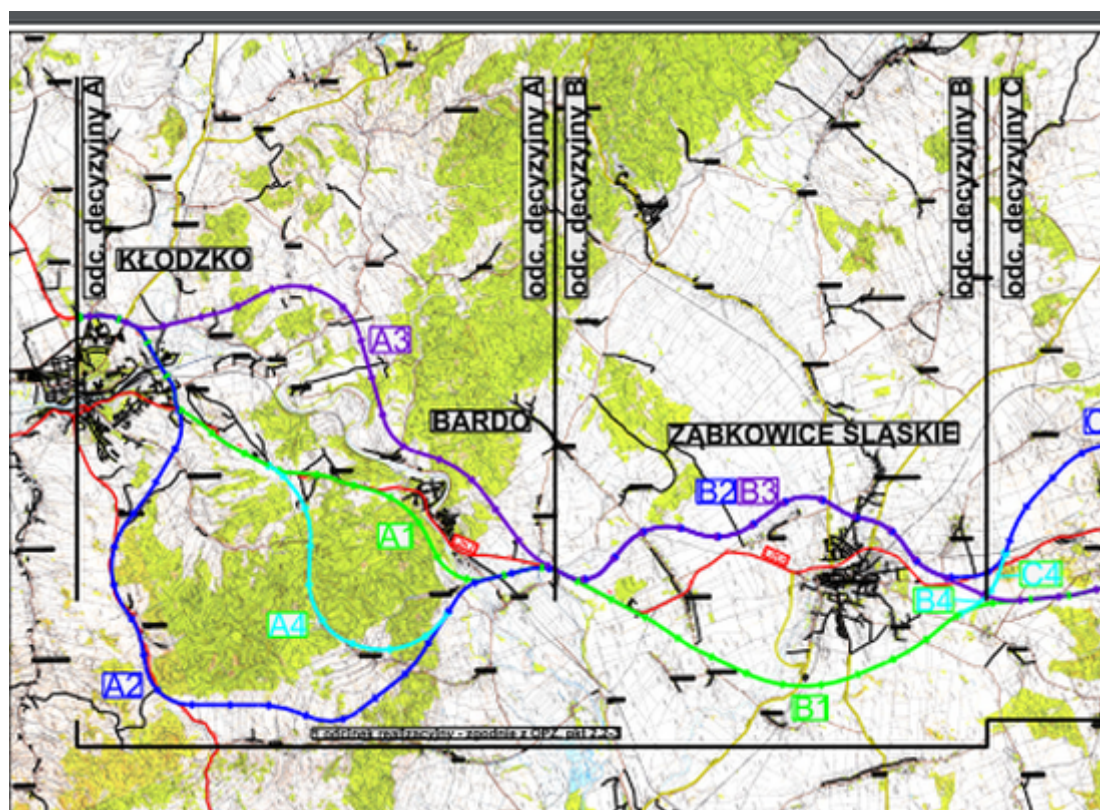 odc. decyzyjny A
odc. decyzyjny A
odc. decyzyjny B
odc. decyzyjny B
odc. decyzyjny C
KŁODZKO
A3
BARDO
ZĄBKOWICE ŚLĄSKIE
C
B2 B3
A1
C4
B4
A4
A2
B1